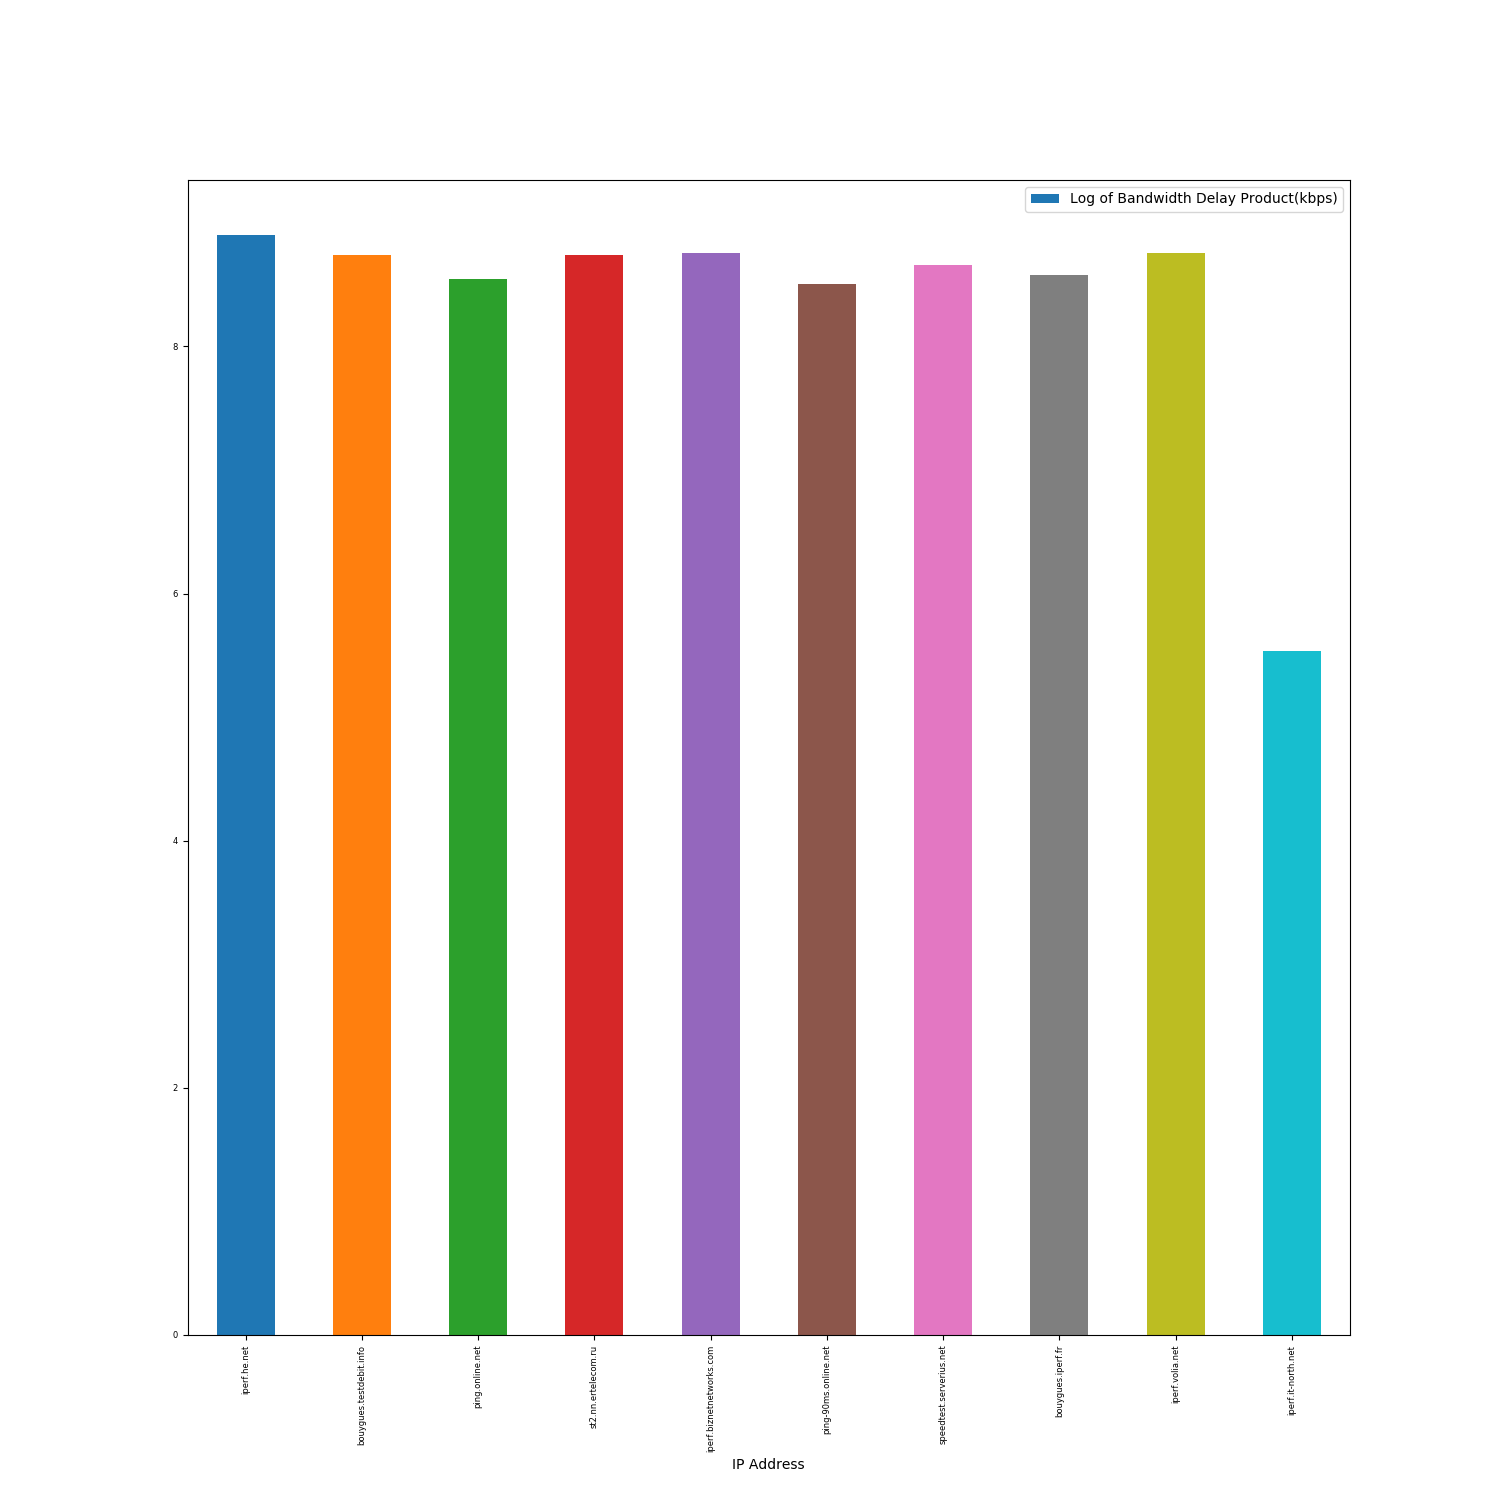 Log of Bandwidth Delay Product(kbps)
8
6
4
2
0
iperf.he.net
bouygues.testdebit.info
ping.online.net
st2.nn.ertelecom.ru
iperf.biznetnetworks.com
ping-90ms.online.net
speedtest.serverius.net
bouygues.iperf.fr
iperf.volia.net
iperf.it-north.net
IP Address